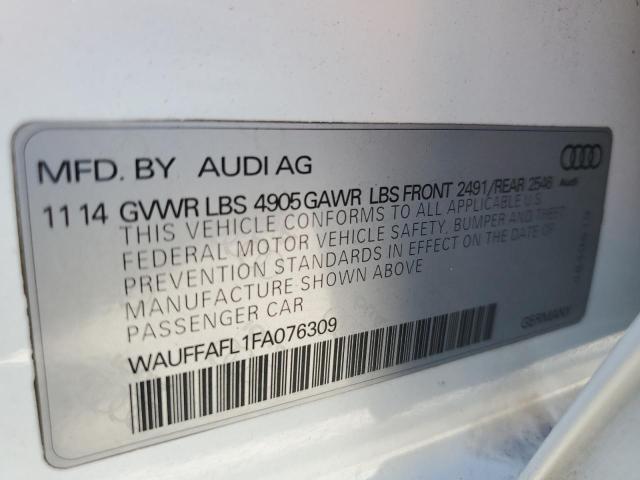 MFD. BY AUDI AG
Audi
11 14 GVWR LBS 4905 GAWR LBS FRONT 2491/REAR 2546
THIS VEHICLE CONFORMS TO ALL APPLICABLE U.S.
FEDERAL MOTOR VEHICLE SAFETY, BUMPER AND THEFT
PREVENTION STANDARDS IN EFFECT ON THE DATE OF
MANUFACTURE SHOWN ABOVE
PASSENGER CAR
WAUFFAFL1FA076309
GERMANY